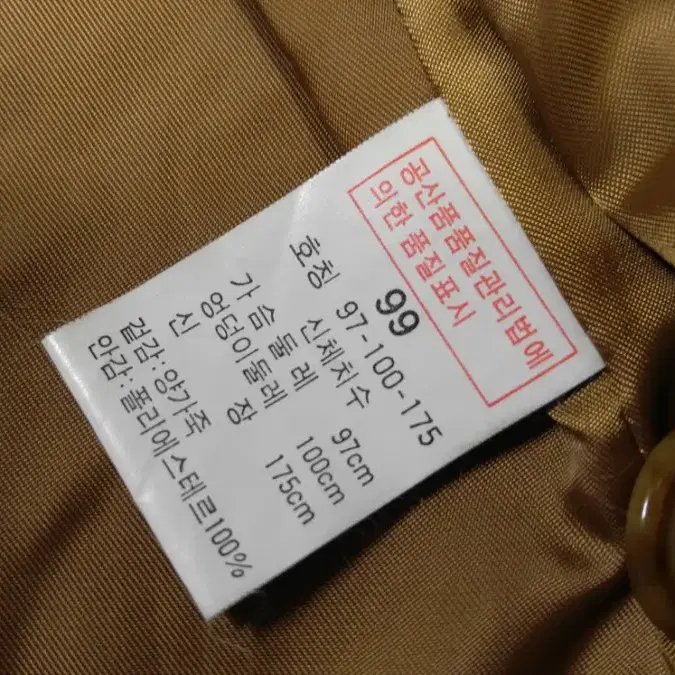 공산품품질관리법에
의한 품질표시
99
호칭 97-100-175
신체치수
가슴 둘레 97cm
엉덩이둘레 100cm
신 장 175cm
겉감:양가죽
안감:폴리에스테르100%